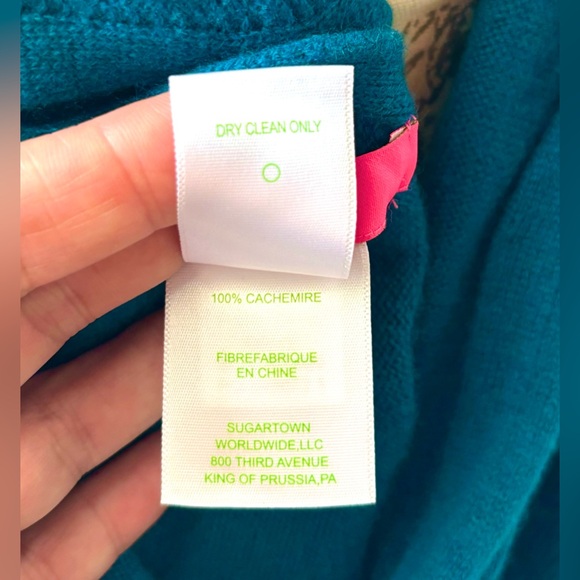 DRY CLEAN ONLY
100% CACHEMIRE
FIBREFABRIQUE
EN CHINE
SUGARTOWN
WORLDWIDE,LLC
800 THIRD AVENUE
KING OF PRUSSIA,PA